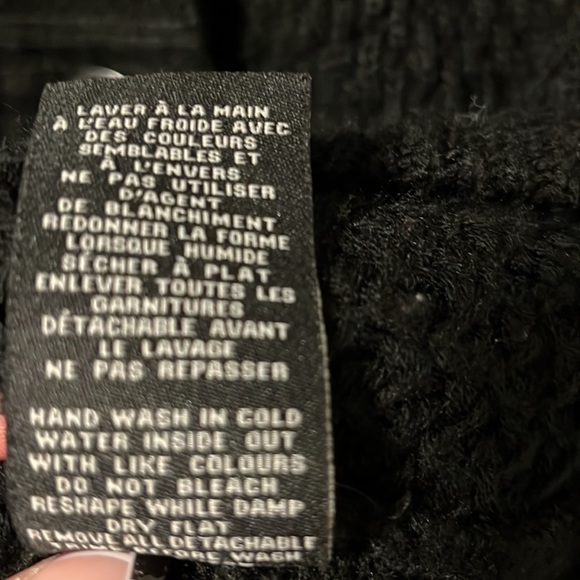 LAVER À LA MAIN
À L'EAU FROIDE AVEC
DES COULEURS
SEMBLABLES ET
À L'ENVERS
NE PAS UTILISER
D'AGENT
DE BLANCHIMENT
REDONNER LA FORME
LORSQUE HUMIDE
SÉCHER À PLAT
ENLEVER TOUTES LES
GARNITURES
DÉTACHABLE AVANT
LE LAVAGE
NE PAS REPASSER
HAND WASH IN COLD
WATER INSIDE OUT
WITH LIKE COLOURS
DO NOT BLEACH
RESHAPE WHILE DAMP
DRY FLAT
REMOVE ALL DETACHABLE
BEFORE WASH